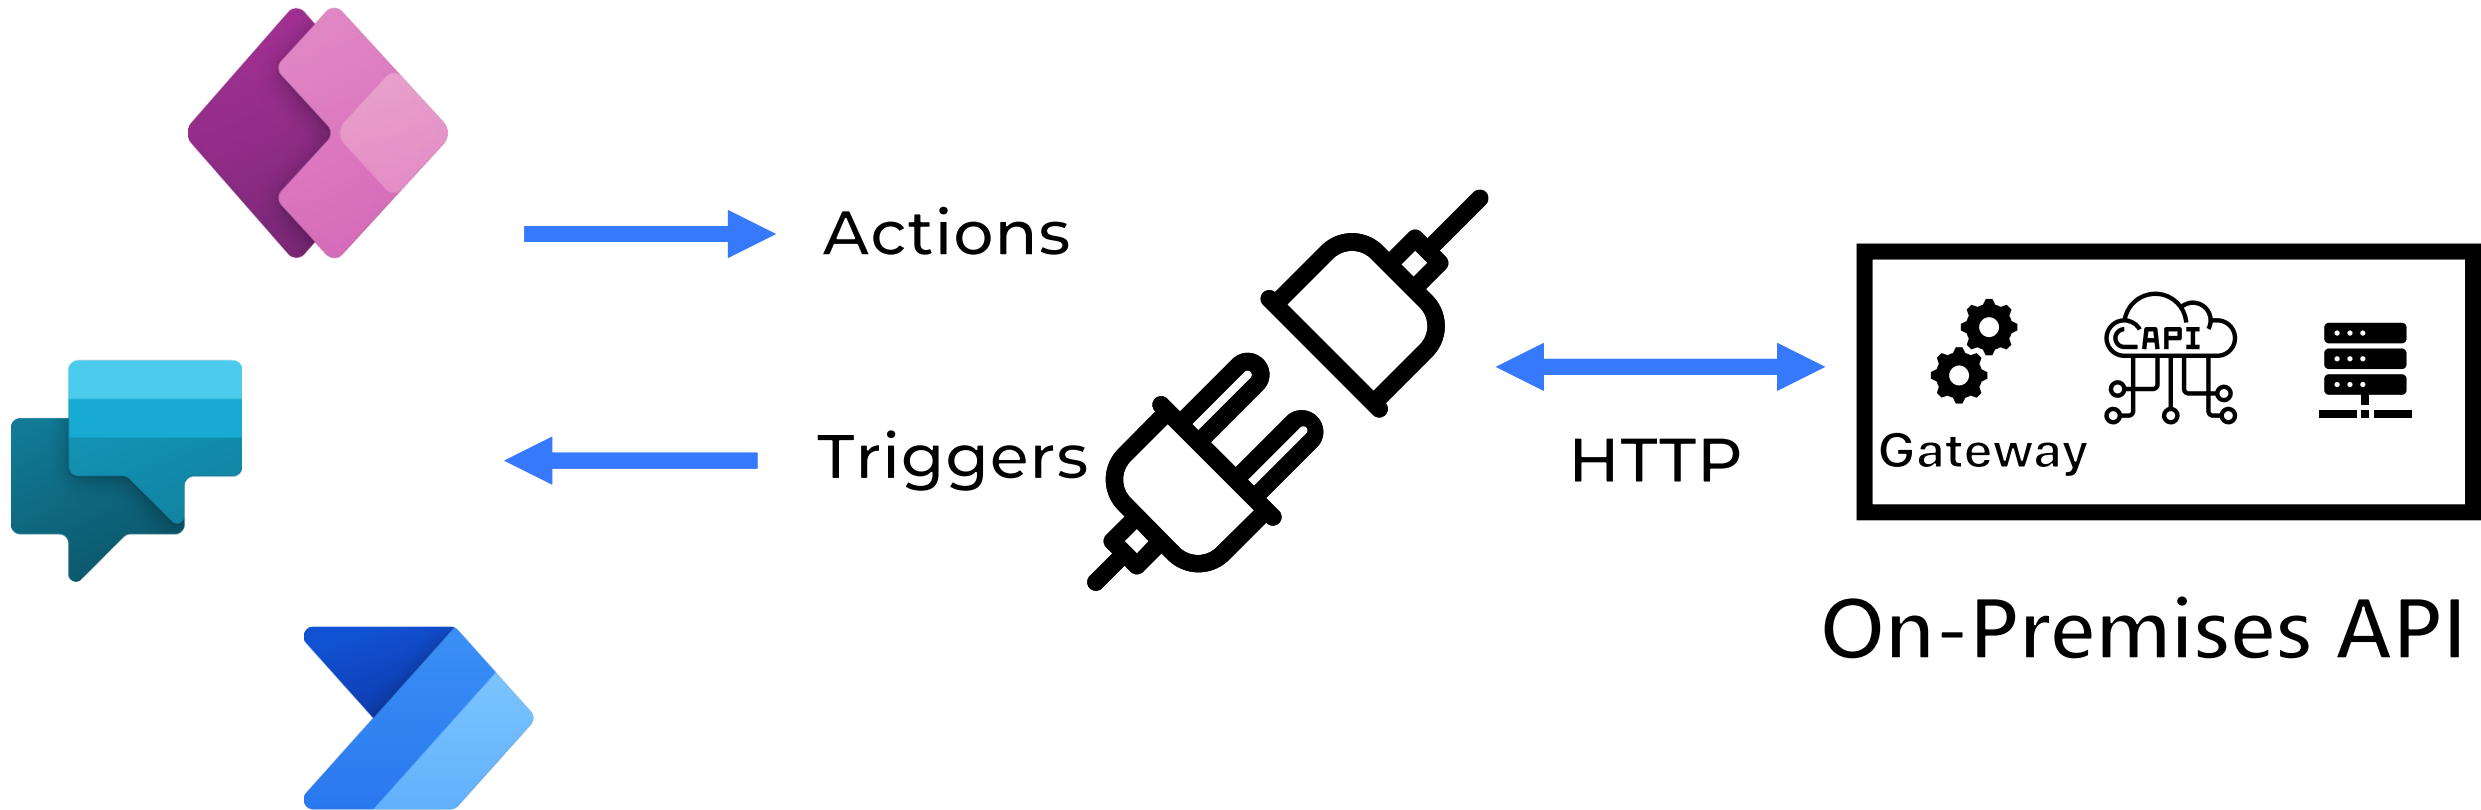 Actions
Triggers
HTTP
API
Gateway
On-Premises API